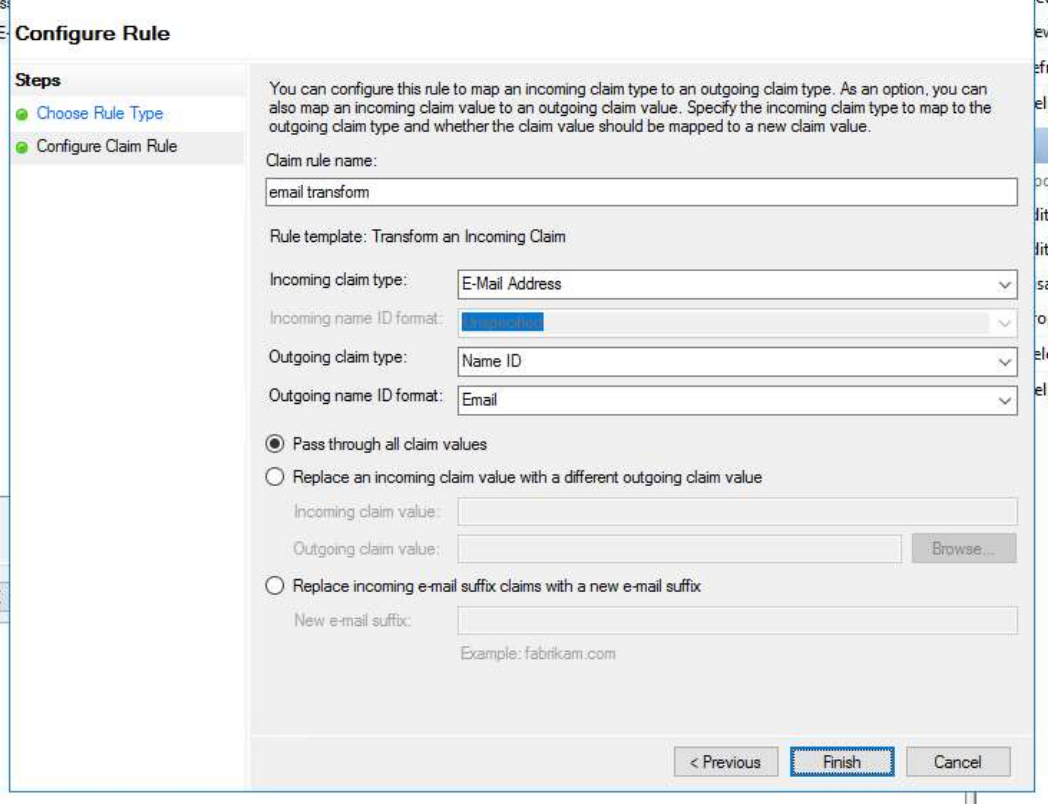 Configure Rule
Steps
Choose Rule Type
Configure Claim Rule
You can configure this rule to map an incoming claim type to an outgoing claim type. As an option, you can
also map an incoming claim value to an outgoing claim value. Specify the incoming claim type to map to the
outgoing claim type and whether the claim value should be mapped to a new claim value.
Claim rule name:
email transform
Rule template: Transform an Incoming Claim
Incoming claim type: E-Mail Address
Incoming name ID format: Unspecified
Outgoing claim type: Name ID
Outgoing name ID format: Email
Pass through all claim values
Replace an incoming claim value with a different outgoing claim value
Incoming claim value:
Outgoing claim value: Browse...
Replace incoming e-mail suffix claims with a new e-mail suffix
New e-mail suffix:
Example: fabrikam.com
< Previous Finish Cancel